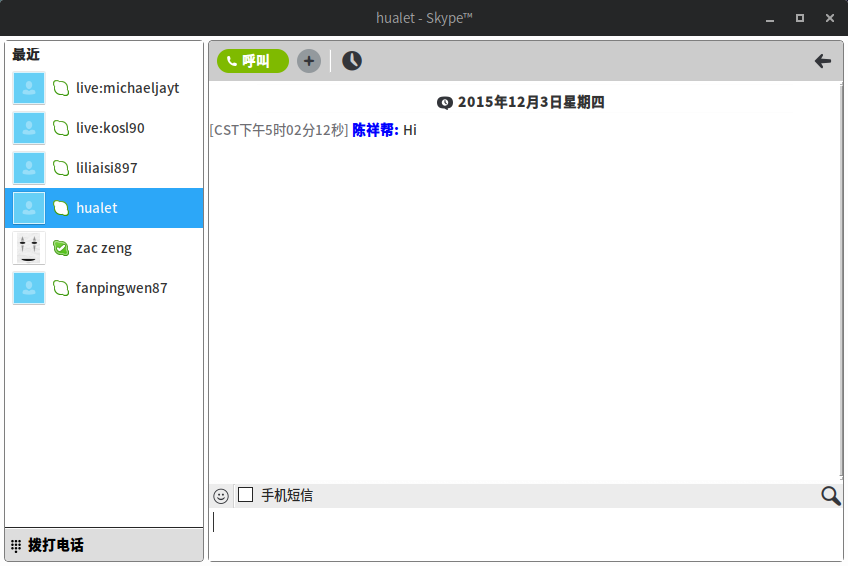 hualet - Skype™
最近
live:michaeljayt
live:kosl90
liliaisi897
hualet
zac zeng
fanpingwen87
拨打电话
呼叫
2015年12月3日星期四
[CST下午5时02分12秒] 陈祥帮: Hi
手机短信